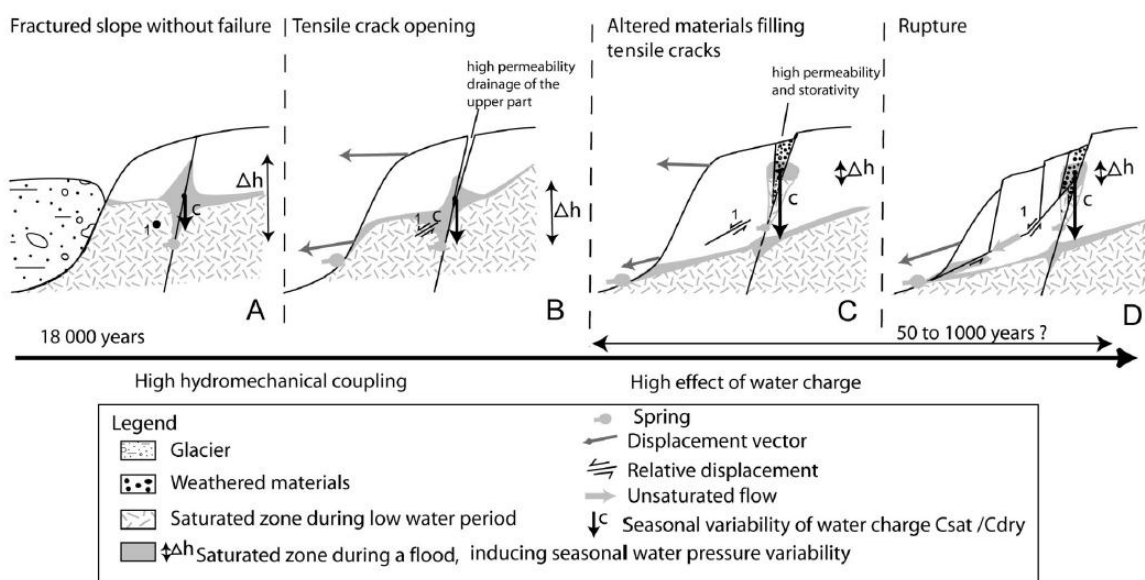 Fractured slope without failure
Tensile crack opening
Altered materials filling
tensile cracks
Rupture
high permeability
drainage of the
upper part
high permeability
and storativity
Δh
c
1
A
Δh
c
1
B
Δh
c
1
C
Δh
c
1
D
18 000 years
50 to 1000 years ?
High hydromechanical coupling
High effect of water charge
Legend
Glacier
Weathered materials
Saturated zone during low water period
Δh Saturated zone during a flood, inducing seasonal water pressure variability
Spring
Displacement vector
Relative displacement
Unsaturated flow
c Seasonal variability of water charge Csat /Cdry